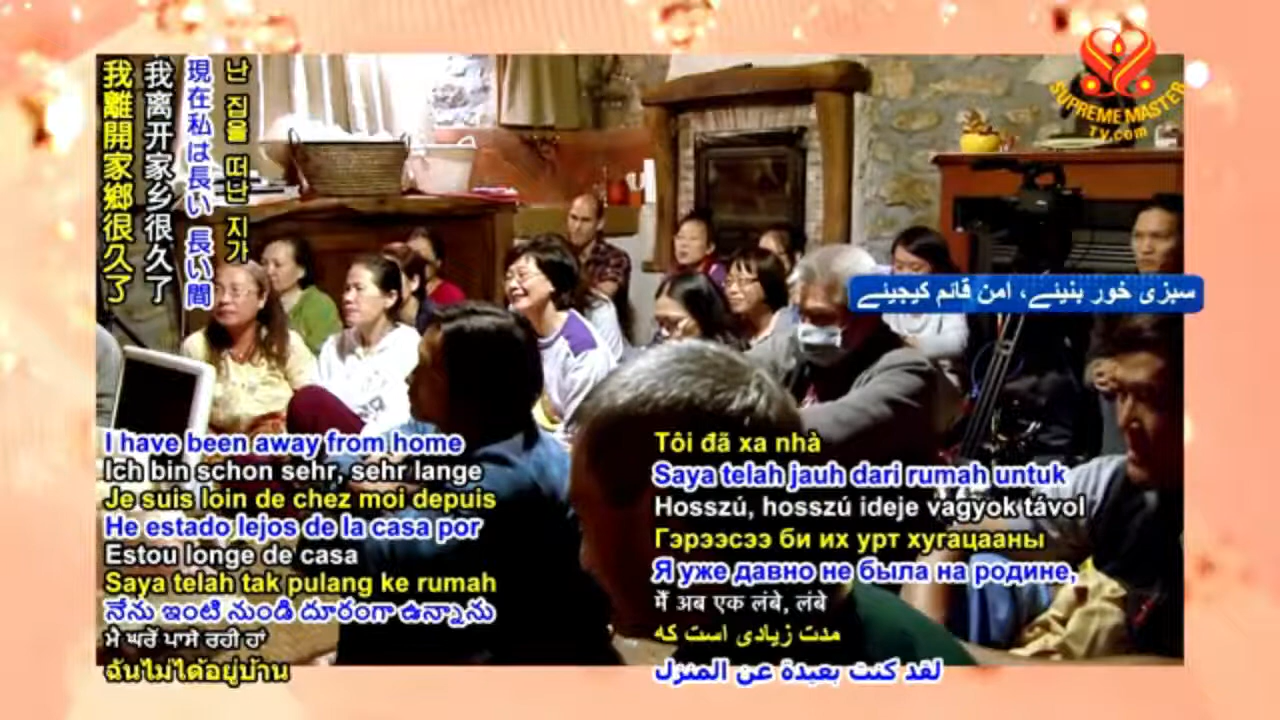 我離開家鄉很久了
我离开家乡很久了
現在私は長い 長い間
난 집을 떠난 지가
SUPREME MASTER
TV.com
سبزی خور بنیئے، امن قائم کیجیئے
I have been away from home
Ich bin schon sehr, sehr lange
Je suis loin de chez moi depuis
He estado lejos de la casa por
Estou longe de casa
Saya telah tak pulang ke rumah
నేను ఇంటి నుండి దూరంగా ఉన్నాను
ਮੈ ਘਰੋਂ ਪਾਸੇ ਰਹੀ ਹਾਂ
ฉันไม่ได้อยู่บ้าน
Tôi đã xa nhà
Saya telah jauh dari rumah untuk
Hosszú, hosszú ideje vagyok távol
Гэрээсээ би их урт хугацааны
Я уже давно не была на родине,
मैं अब एक लंबे, लंबे
مدت زیادی است که
لقد كنت بعيدة عن المنزل